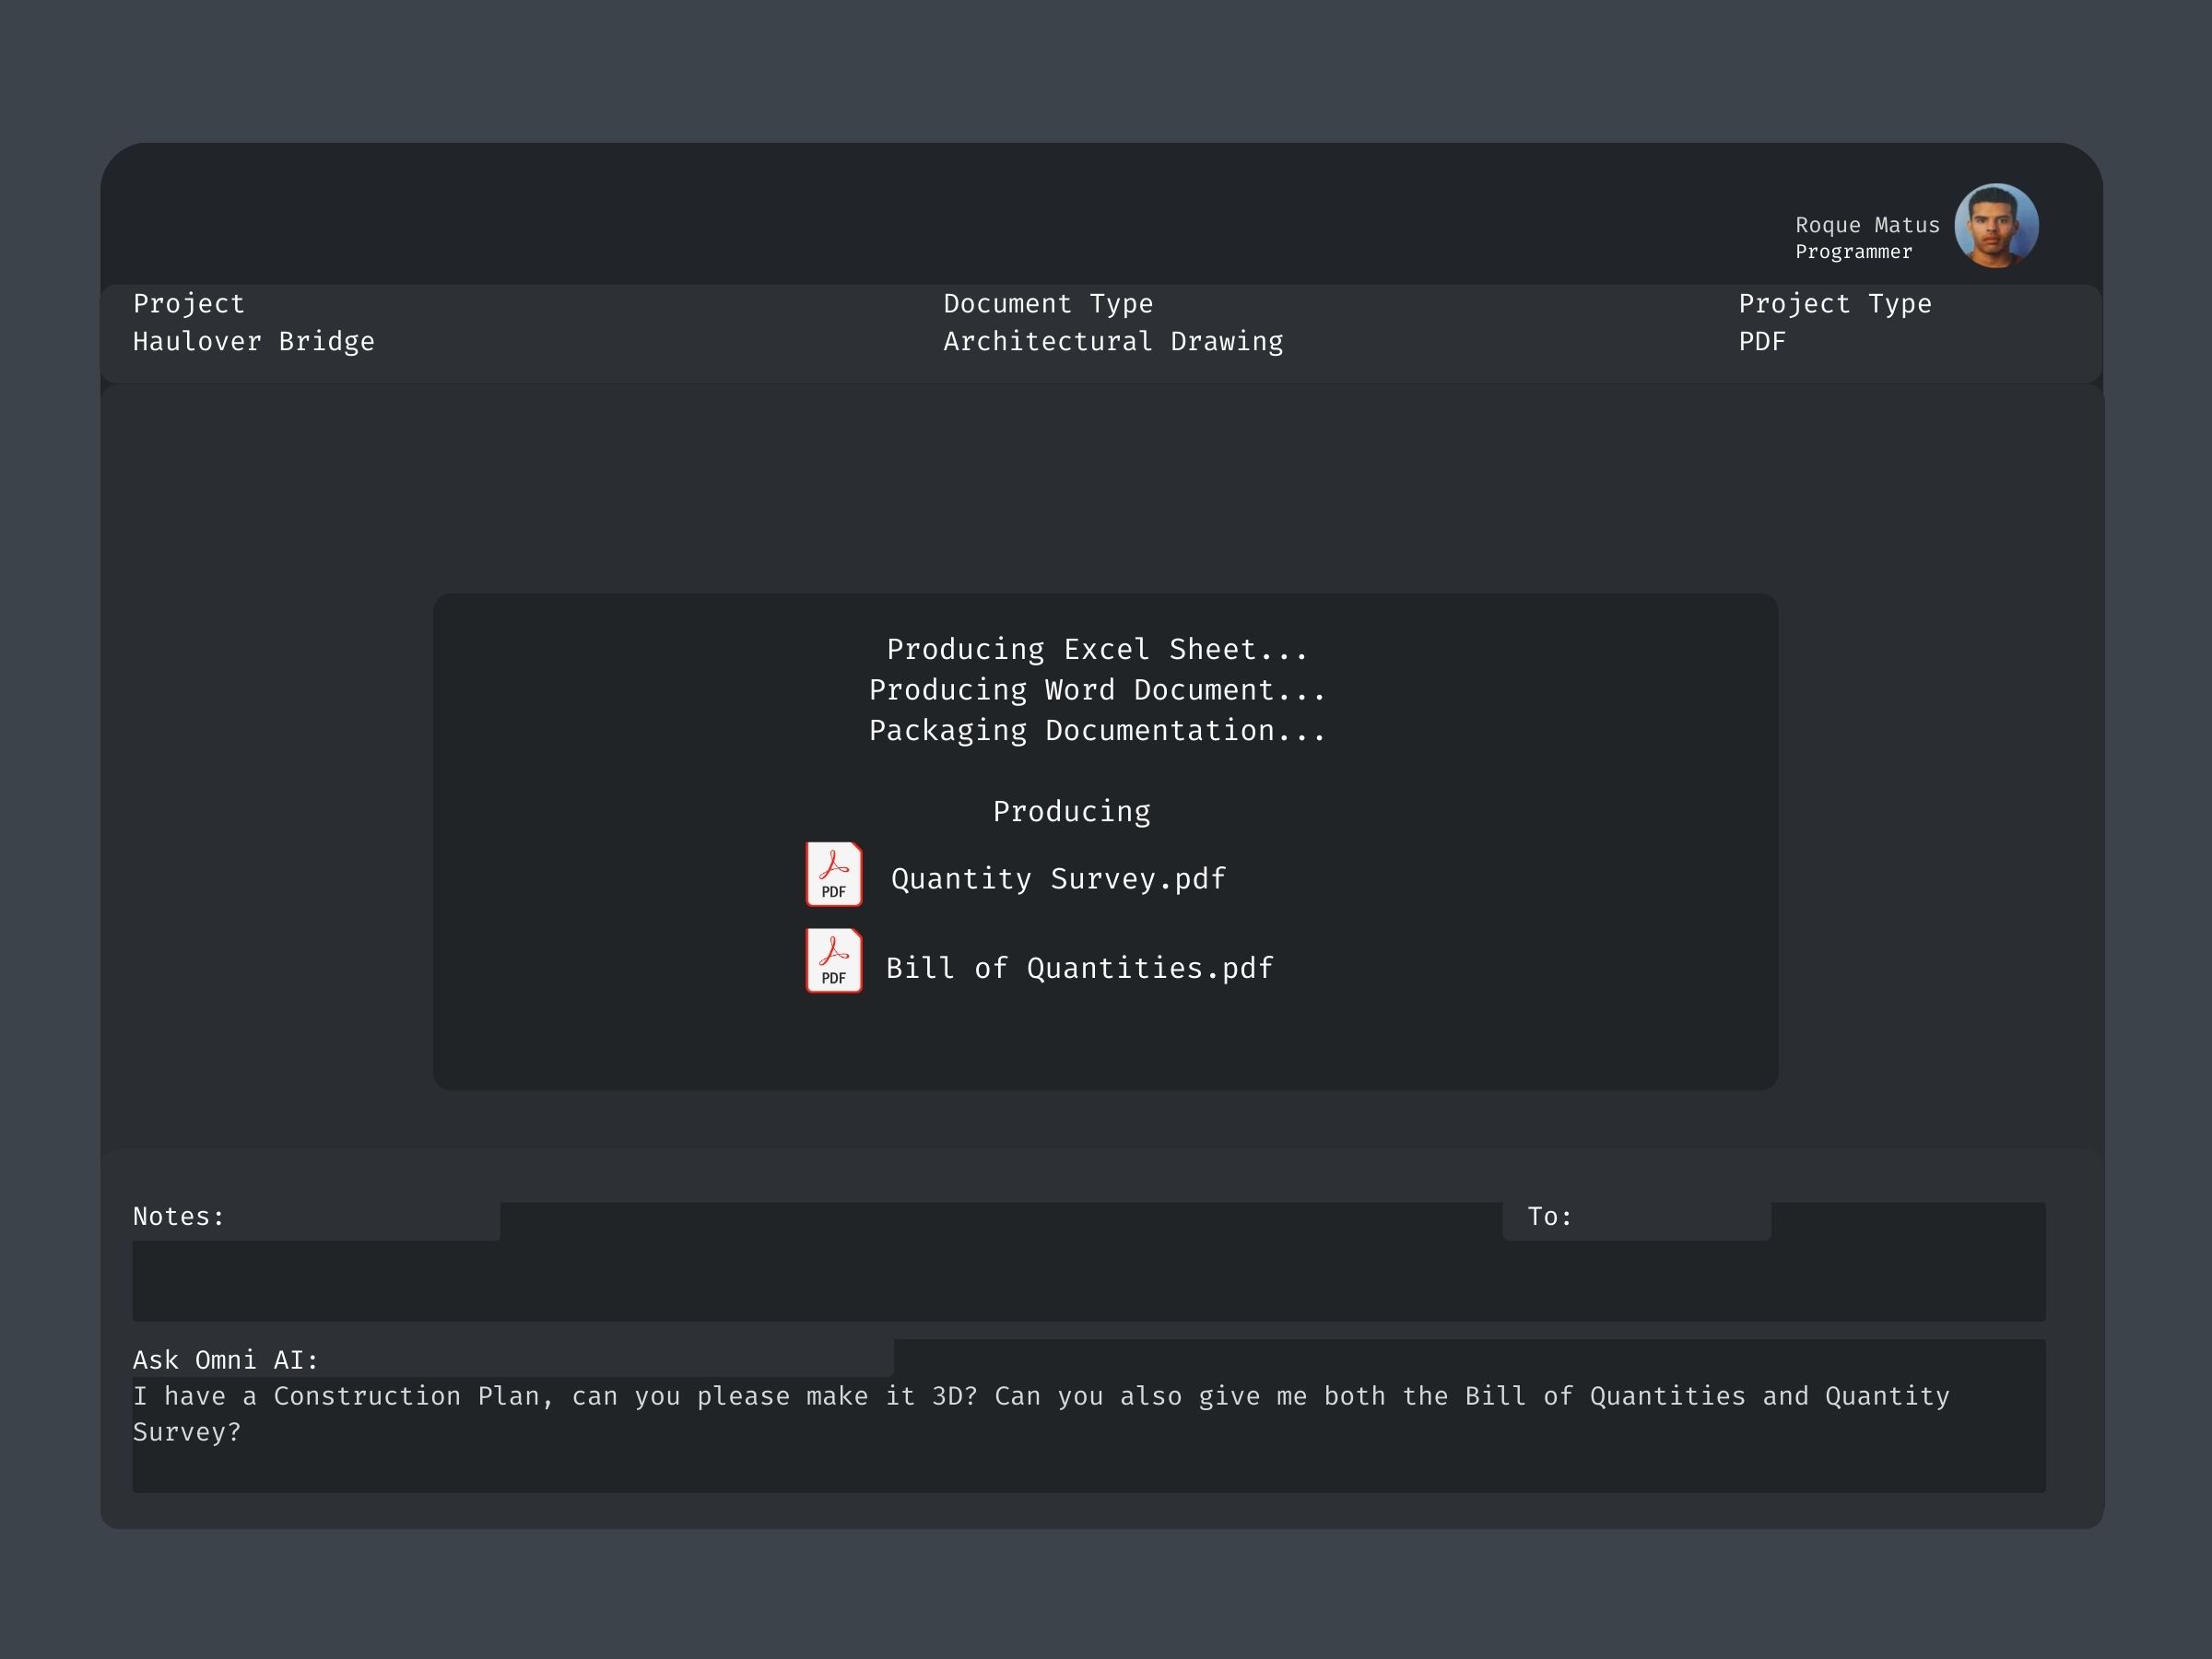 Roque Matus
Programmer
Project
Haulover Bridge
Document Type
Architectural Drawing
Project Type
PDF
Producing Excel Sheet...
Producing Word Document...
Packaging Documentation...
Producing
PDF
Quantity Survey.pdf
PDF
Bill of Quantities.pdf
Notes:
To:
Ask Omni AI:
I have a Construction Plan, can you please make it 3D? Can you also give me both the Bill of Quantities and Quantity
Survey?